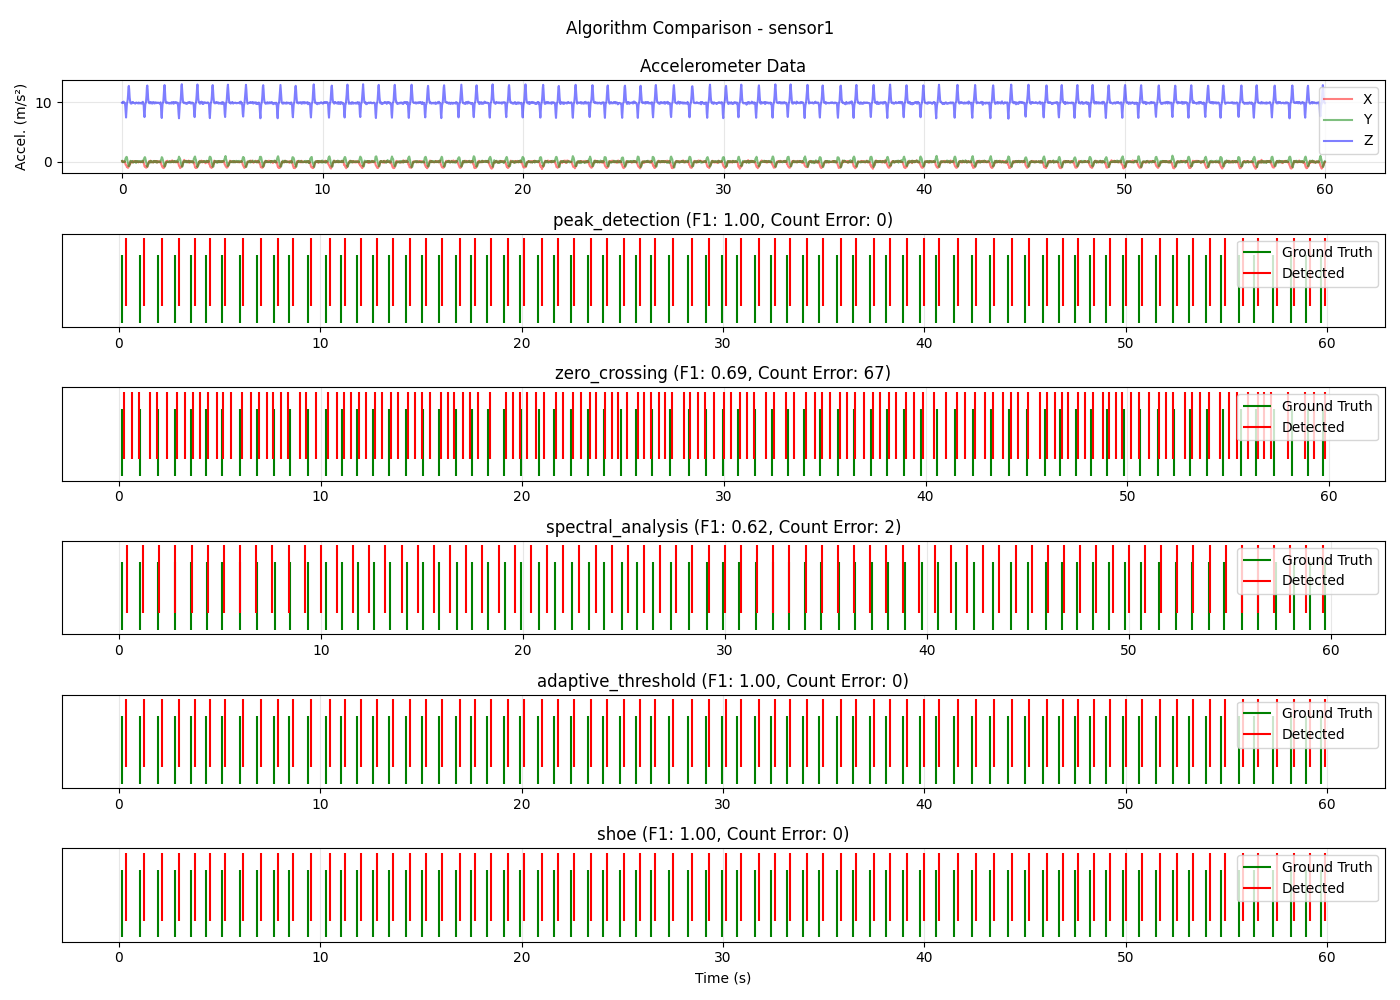 Algorithm Comparison - sensor1
Accelerometer Data
Accel. (m/s²)
10
0
X
Y
Z
0 10 20 30 40 50 60
peak_detection (F1: 1.00, Count Error: 0)
Ground Truth
Detected
0 10 20 30 40 50 60
zero_crossing (F1: 0.69, Count Error: 67)
Ground Truth
Detected
0 10 20 30 40 50 60
spectral_analysis (F1: 0.62, Count Error: 2)
Ground Truth
Detected
0 10 20 30 40 50 60
adaptive_threshold (F1: 1.00, Count Error: 0)
Ground Truth
Detected
0 10 20 30 40 50 60
shoe (F1: 1.00, Count Error: 0)
Ground Truth
Detected
0 10 20 30 40 50 60
Time (s)